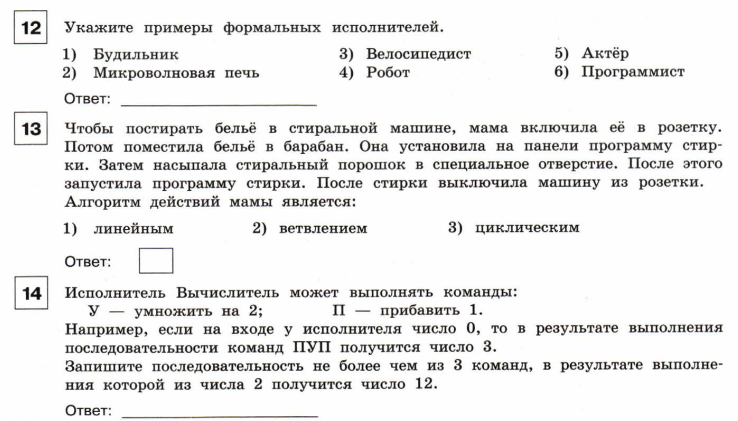 12 Укажите примеры формальных исполнителей.
1) Будильник 3) Велосипедист 5) Актёр
2) Микроволновая печь 4) Робот 6) Программист
Ответ:
13 Чтобы постирать бельё в стиральной машине, мама включила её в розетку.
Потом поместила бельё в барабан. Она установила на панели программу стир-
ки. Затем насыпала стиральный порошок в специальное отверстие. После этого
запустила программу стирки. После стирки выключила машину из розетки.
Алгоритм действий мамы является:
1) линейным 2) ветвлением 3) циклическим
Ответ:
14 Исполнитель Вычислитель может выполнять команды:
У — умножить на 2; П — прибавить 1.
Например, если на входе у исполнителя число 0, то в результате выполнения
последовательности команд ПУП получится число 3.
Запишите последовательность не более чем из 3 команд, в результате выполне-
ния которой из числа 2 получится число 12.
Ответ: